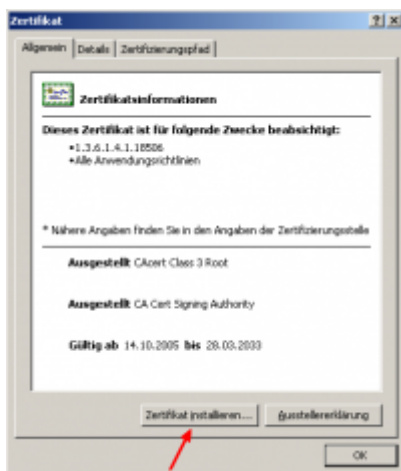 Zertifikat
Allgemein Details Zertifizierungspfad
Zertifikatsinformationen
Dieses Zertifikat ist für folgende Zwecke beabsichtigt:
•1.3.6.1.4.1.18506
•Alle Anwendungsrichtlinien
* Nähere Angaben finden Sie in den Angaben der Zertifizierungsstelle
Ausgestellt CAcert Class 3 Root
Ausgestellt CA Cert Signing Authority
Gültig ab 14.10.2005 bis 28.03.2033
Zertifikat installieren... Ausstellererklärung
OK